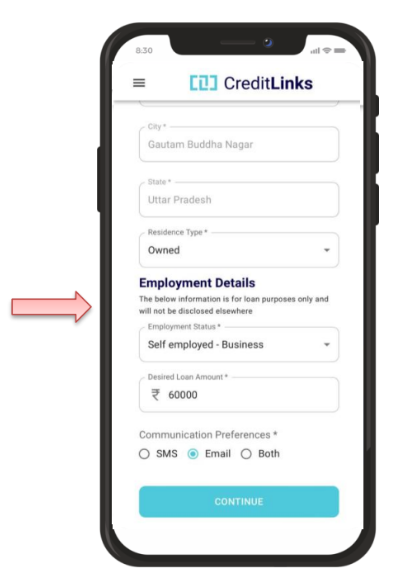 8.30
CreditLinks
City *
Gautam Buddha Nagar
State *
Uttar Pradesh
Residence Type *
Owned
Employment Details
The below information is for loan purposes only and
will not be disclosed elsewhere
Employment Status *
Self employed - Business
Desired Loan Amount *
₹ 60000
Communication Preferences *
SMS Email Both
CONTINUE